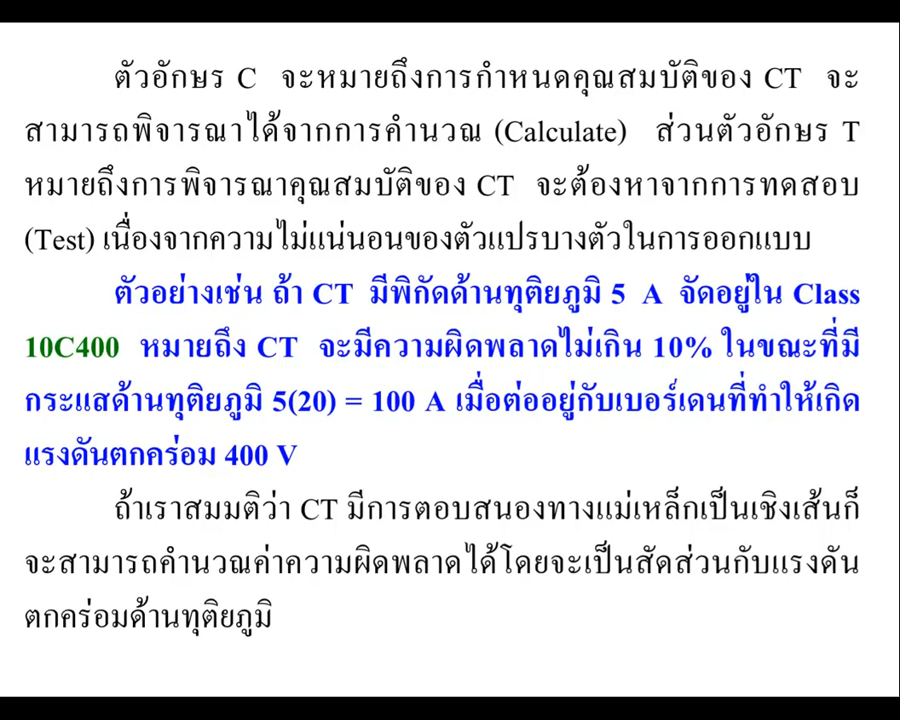 ตัวอักษร C จะหมายถึงการกำหนดคุณสมบัติของ CT จะ
สามารถพิจารณาได้จากการคำนวณ (Calculate) ส่วนตัวอักษร T
หมายถึงการพิจารณาคุณสมบัติของ CT จะต้องหาจากการทดสอบ
(Test) เนื่องจากความไม่แน่นอนของตัวแปรบางตัวในการออกแบบ
ตัวอย่างเช่น ถ้า CT มีพิกัดด้านทุติยภูมิ 5 A จัดอยู่ใน Class
10C400 หมายถึง CT จะมีความผิดพลาดไม่เกิน 10% ในขณะที่มี
กระแสด้านทุติยภูมิ 5(20) = 100 A เมื่อต่ออยู่กับเบอร์เดนที่ทำให้เกิด
แรงดันตกคร่อม 400 V
ถ้าเราสมมติว่า CT มีการตอบสนองทางแม่เหล็กเป็นเชิงเส้นก็
จะสามารถคำนวณค่าความผิดพลาดได้โดยจะเป็นสัดส่วนกับแรงดัน
ตกคร่อมด้านทุติยภูมิ